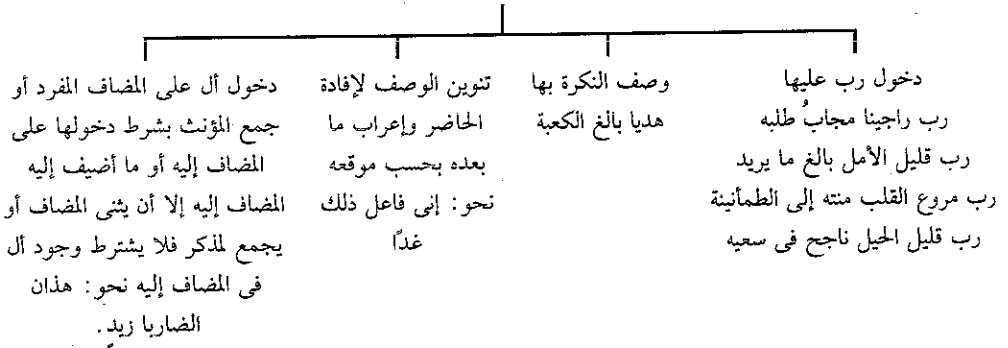 دخول رب عليها
رب راجينا مجابُ طلبه
رب قليل الأمل بالغ ما يريد
رب مروع القلب منته إلى الطمأنينة
رب قليل الحيل ناجح فى سعيه
وصف النكرة بها
هديا بالغ الكعبة
تنوين الوصف لإفادة
الحاضر وإعراب ما
بعده بحسب موقعه
نحو: إنى فاعل ذلك
غدًا
دخول أل على المضاف المفرد أو
جمع المؤنث بشرط دخولها على
المضاف إليه أو ما أضيف إليه
المضاف إليه إلا أن يثنى المضاف أو
يجمع لمذكر فلا يشترط وجود أل
فى المضاف إليه نحو: هذان
الضاربا زيد.